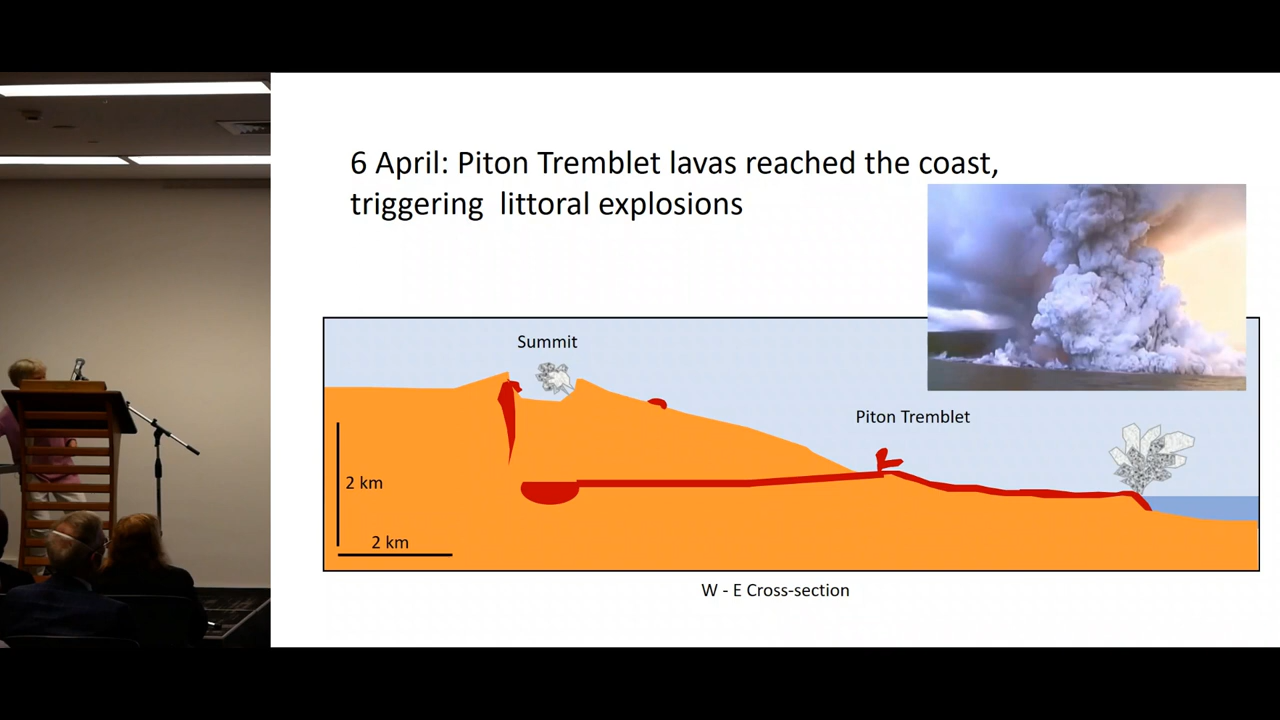 6 April: Piton Tremblet lavas reached the coast,
triggering  littoral explosions
Summit
Piton Tremblet
2 km
2 km
W - E Cross-section